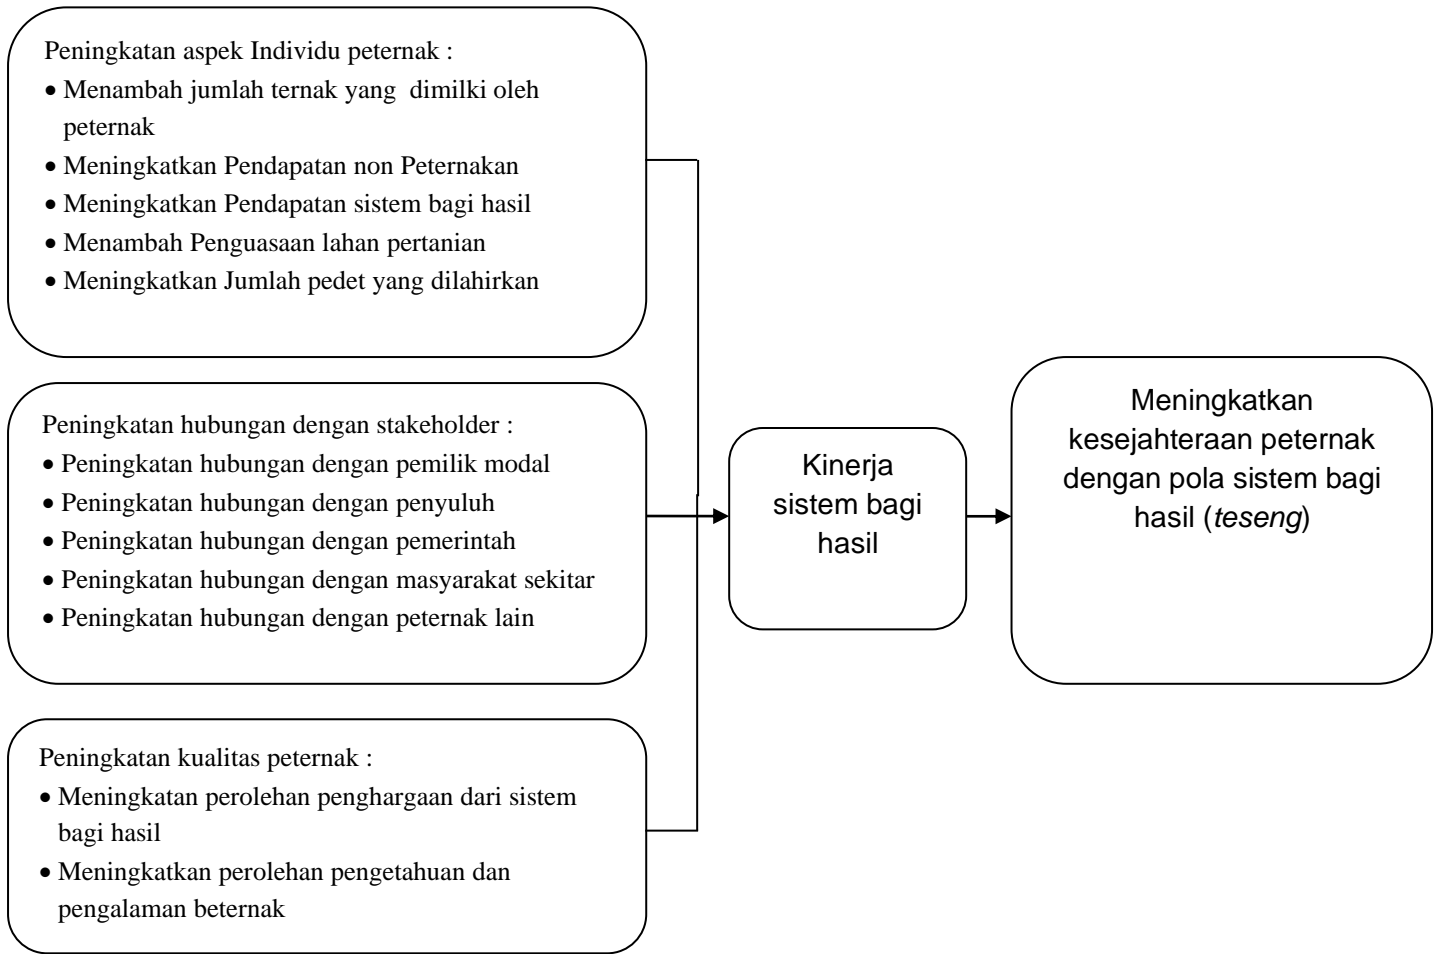 Peningkatan aspek Individu peternak :
• Menambah jumlah ternak yang dimilki oleh
peternak
• Meningkatkan Pendapatan non Peternakan
• Meningkatkan Pendapatan sistem bagi hasil
• Menambah Penguasaan lahan pertanian
• Meningkatkan Jumlah pedet yang dilahirkan
Peningkatan hubungan dengan stakeholder :
• Peningkatan hubungan dengan pemilik modal
• Peningkatan hubungan dengan penyuluh
• Peningkatan hubungan dengan pemerintah
• Peningkatan hubungan dengan masyarakat sekitar
• Peningkatan hubungan dengan peternak lain
Peningkatan kualitas peternak :
• Meningkatan perolehan penghargaan dari sistem
bagi hasil
• Meningkatkan perolehan pengetahuan dan
pengalaman beternak
Kinerja
sistem bagi
hasil
Meningkatkan
kesejahteraan peternak
dengan pola sistem bagi
hasil (teseng)